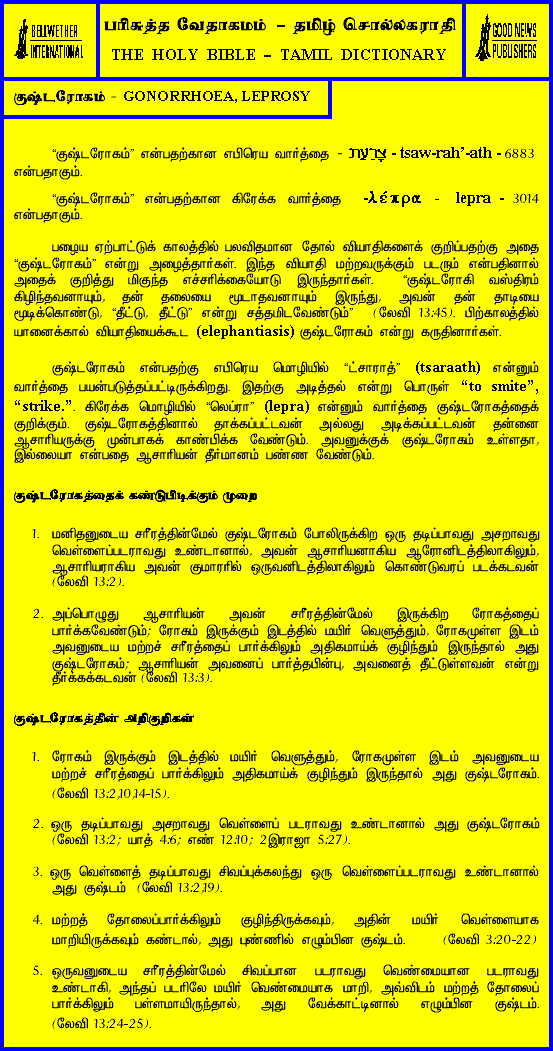 BELLWETHER
INTERNATIONAL
பரிசுத்த வேதாகமம் – தமிழ் சொல்லகராதி
THE HOLY BIBLE – TAMIL DICTIONARY
GOOD NEWS
PUBLISHERS
குஷ்டரோகம் - GONORRHOEA, LEPROSY
“குஷ்டரோகம்” என்பதற்கான எபிரெய வார்த்தை - צָרַעַת - tsaw-rah’-ath - 6883
என்பதாகும்.
“குஷ்டரோகம்” என்பதற்கான கிரேக்க வார்த்தை -λέπρα - lepra - 3014
என்பதாகும்.
பழைய ஏற்பாட்டுக் காலத்தில் பலவிதமான தோல் வியாதிகளைக் குறிப்பதற்கு அதை
“குஷ்டரோகம்” என்று அழைத்தார்கள். இந்த வியாதி மற்றவருக்கும் படரும் என்பதினால்
அதைக் குறித்து மிகுந்த எச்சரிக்கையோடு இருந்தார்கள். “குஷ்டரோகி வஸ்திரம்
கிழிந்தவனாயும், தன் தலையை மூடாதவனாயும் இருந்து, அவன் தன் தாடியை
மூடிக்கொண்டு, “தீட்டு, தீட்டு” என்று சத்தமிடவேண்டும்” (லேவி 13:45). பிற்காலத்தில்
யானைக்கால் வியாதியைக்கூட (elephantiasis) குஷ்டரோகம் என்று கருதினார்கள்.
குஷ்டரோகம் என்பதற்கு எபிரெய மொழியில் “ட்சாராத்” (tsaraath) என்னும்
வார்த்தை பயன்படுத்தப்பட்டிருக்கிறது. இதற்கு அடித்தல் என்று பொருள் “to smite”,
“strike.”. கிரேக்க மொழியில் “லெப்ரா” (lepra) என்னும் வார்த்தை குஷ்டரோகத்தைக்
குறிக்கும். குஷ்டரோகத்தினால் தாக்கப்பட்டவன் அல்லது அடிக்கப்பட்டவன் தன்னை
ஆசாரியருக்கு முன்பாகக் காண்பிக்க வேண்டும். அவனுக்குக் குஷ்டரோகம் உள்ளதா,
இல்லையா என்பதை ஆசாரியன் தீர்மானம் பண்ண வேண்டும்.
குஷ்டரோகத்தைக் கண்டுபிடிக்கும் முறை
1. மனிதனுடைய சரீரத்தின்மேல் குஷ்டரோகம் போலிருக்கிற ஒரு தடிப்பாவது அசறாவது
வெள்ளைப்படராவது உண்டானால், அவன் ஆசாரியனாகிய ஆரோனிடத்திலாகிலும்,
ஆசாரியராகிய அவன் குமாரரில் ஒருவனிடத்திலாகிலும் கொண்டுவரப் படக்கடவன்
(லேவி 13:2).
2. அப்பொழுது ஆசாரியன் அவன் சரீரத்தின்மேல் இருக்கிற ரோகத்தைப்
பார்க்கவேண்டும்; ரோகம் இருக்கும் இடத்தில் மயிர் வெளுத்தும், ரோகமுள்ள இடம்
அவனுடைய மற்றச் சரீரத்தைப் பார்க்கிலும் அதிகமாய்க் குழிந்தும் இருந்தால் அது
குஷ்டரோகம்; ஆசாரியன் அவனைப் பார்த்தபின்பு, அவனைத் தீட்டுள்ளவன் என்று
தீர்க்கக்கடவன் (லேவி 13:3).
குஷ்டரோகத்தின் அறிகுறிகள்
1. ரோகம் இருக்கும் இடத்தில் மயிர் வெளுத்தும், ரோகமுள்ள இடம் அவனுடைய
மற்றச் சரீரத்தைப் பார்க்கிலும் அதிகமாய்க் குழிந்தும் இருந்தால் அது குஷ்டரோகம்.
(லேவி 13:2,10,14-15).
2. ஒரு தடிப்பாவது அசறாவது வெள்ளைப் படராவது உண்டானால் அது குஷ்டரோகம்
(லேவி 13:2; யாத் 4:6; எண் 12:10; 2இராஜா 5:27).
3. ஒரு வெள்ளைத் தடிப்பாவது சிவப்புக்கலந்து ஒரு வெள்ளைப்படராவது உண்டானால்
அது குஷ்டம் (லேவி 13:2,19).
4. மற்றத் தோலைப்பார்க்கிலும் குழிந்திருக்கவும், அதின் மயிர் வெள்ளையாக
மாறியிருக்கவும் கண்டால், அது புண்ணில் எழும்பின குஷ்டம். (லேவி 3:20-22)
5. ஒருவனுடைய சரீரத்தின்மேல் சிவப்பான படராவது வெண்மையான படராவது
உண்டாகி, அந்தப் படரிலே மயிர் வெண்மையாக மாறி, அவ்விடம் மற்றத் தோலைப்
பார்க்கிலும் பள்ளமாயிருந்தால், அது வேக்காட்டினால் எழும்பின குஷ்டம்.
(லேவி 13:24-25).